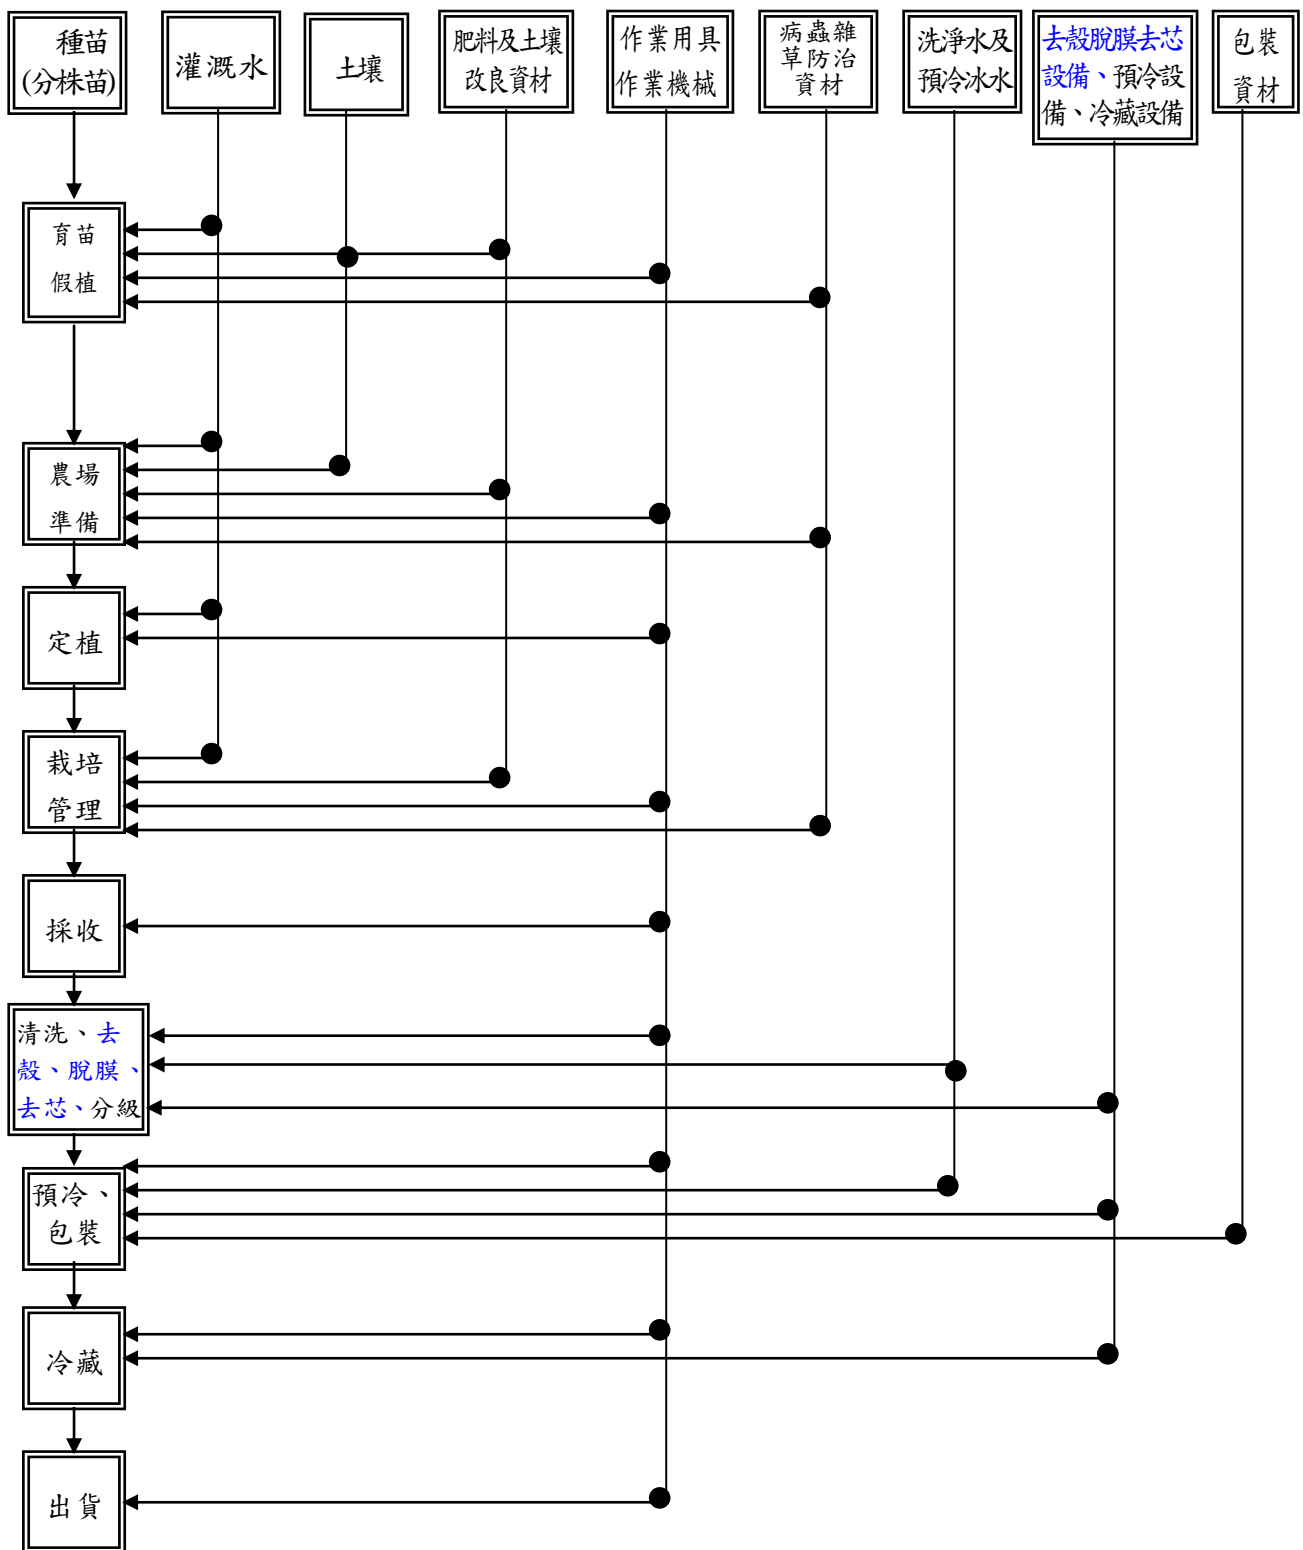 種苗
(分株苗)
灌溉水
土壤
肥料及土壤
改良資材
作業用具
作業機械
病蟲雜
草防治
資材
洗淨水及
預冷冰水
去殼脫膜去芯
設備、預冷設
備、冷藏設備
包裝
資材
育苗
假植
農場
準備
定植
栽培
管理
採收
清洗、去
殼、脫膜、
去芯、分級
預冷、
包裝
冷藏
出貨